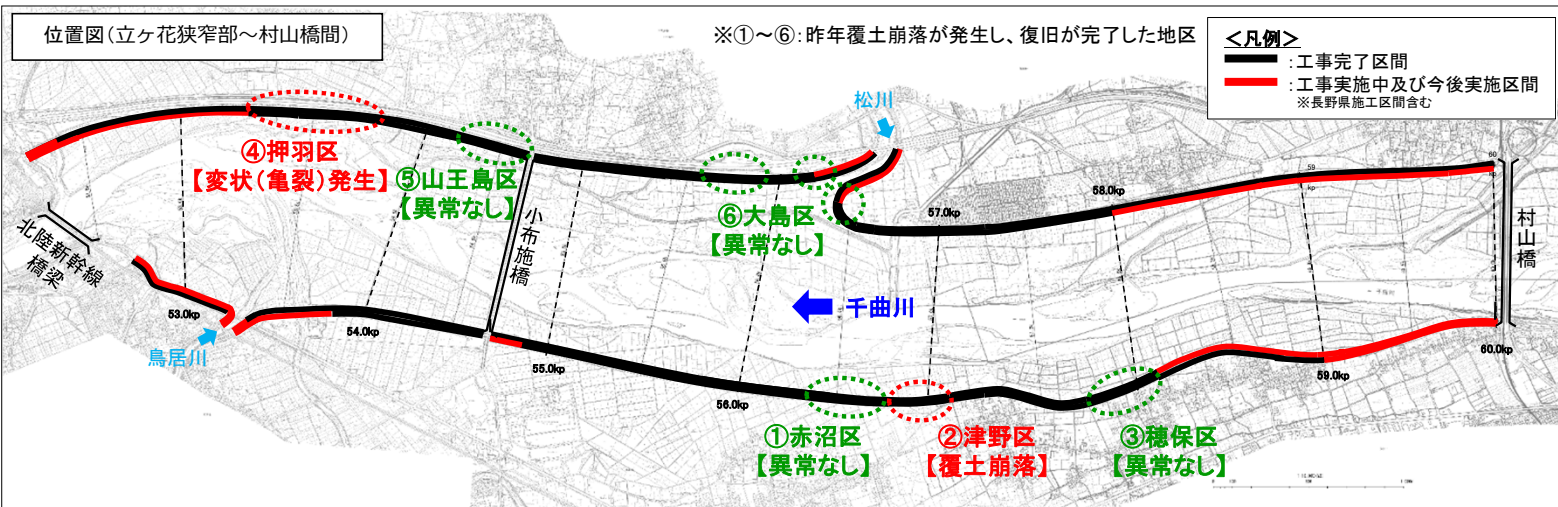 位置図(立ヶ花狭窄部～村山橋間)
※①～⑥:昨年覆土崩落が発生し、復旧が完了した地区
<凡例>
:工事完了区間
:工事実施中及び今後実施区間
※長野県施工区間含む
松川
④押羽区
【変状(亀裂)発生】
⑤山王島区
【異常なし】
小布施橋
⑥大島区
【異常なし】
57.0kp
58.0kp
59
kp
60
kp
村山橋
北陸新幹線
橋梁
千曲川
53.0kp
鳥居川
54.0kp
55.0kp
56.0kp
59.0kp
60.0kp
①赤沼区
【異常なし】
②津野区
【覆土崩落】
③穂保区
【異常なし】